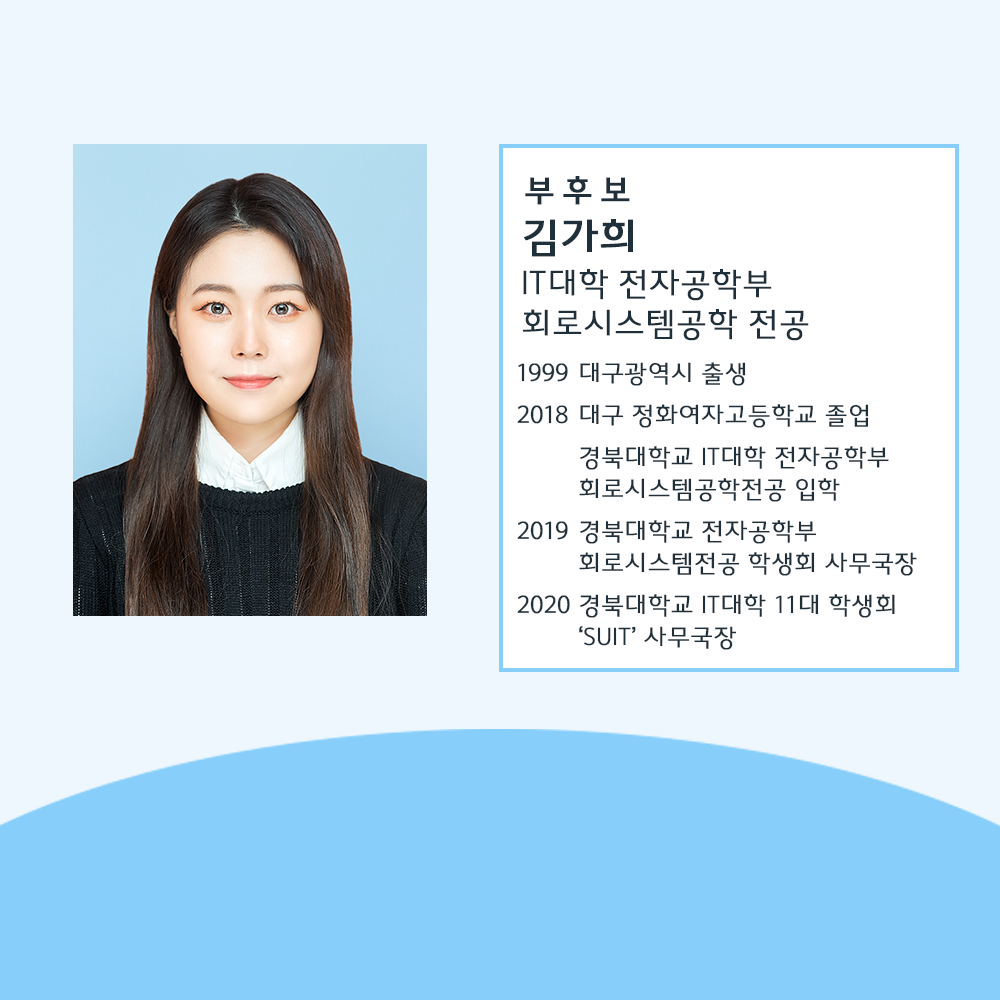 부 후 보
김가희
IT대학 전자공학부
회로시스템공학 전공
1999 대구광역시 출생
2018 대구 정화여자고등학교 졸업
경북대학교 IT대학 전자공학부
회로시스템공학전공 입학
2019 경북대학교 전자공학부
회로시스템전공 학생회 사무국장
2020 경북대학교 IT대학 11대 학생회
‘SUIT’ 사무국장